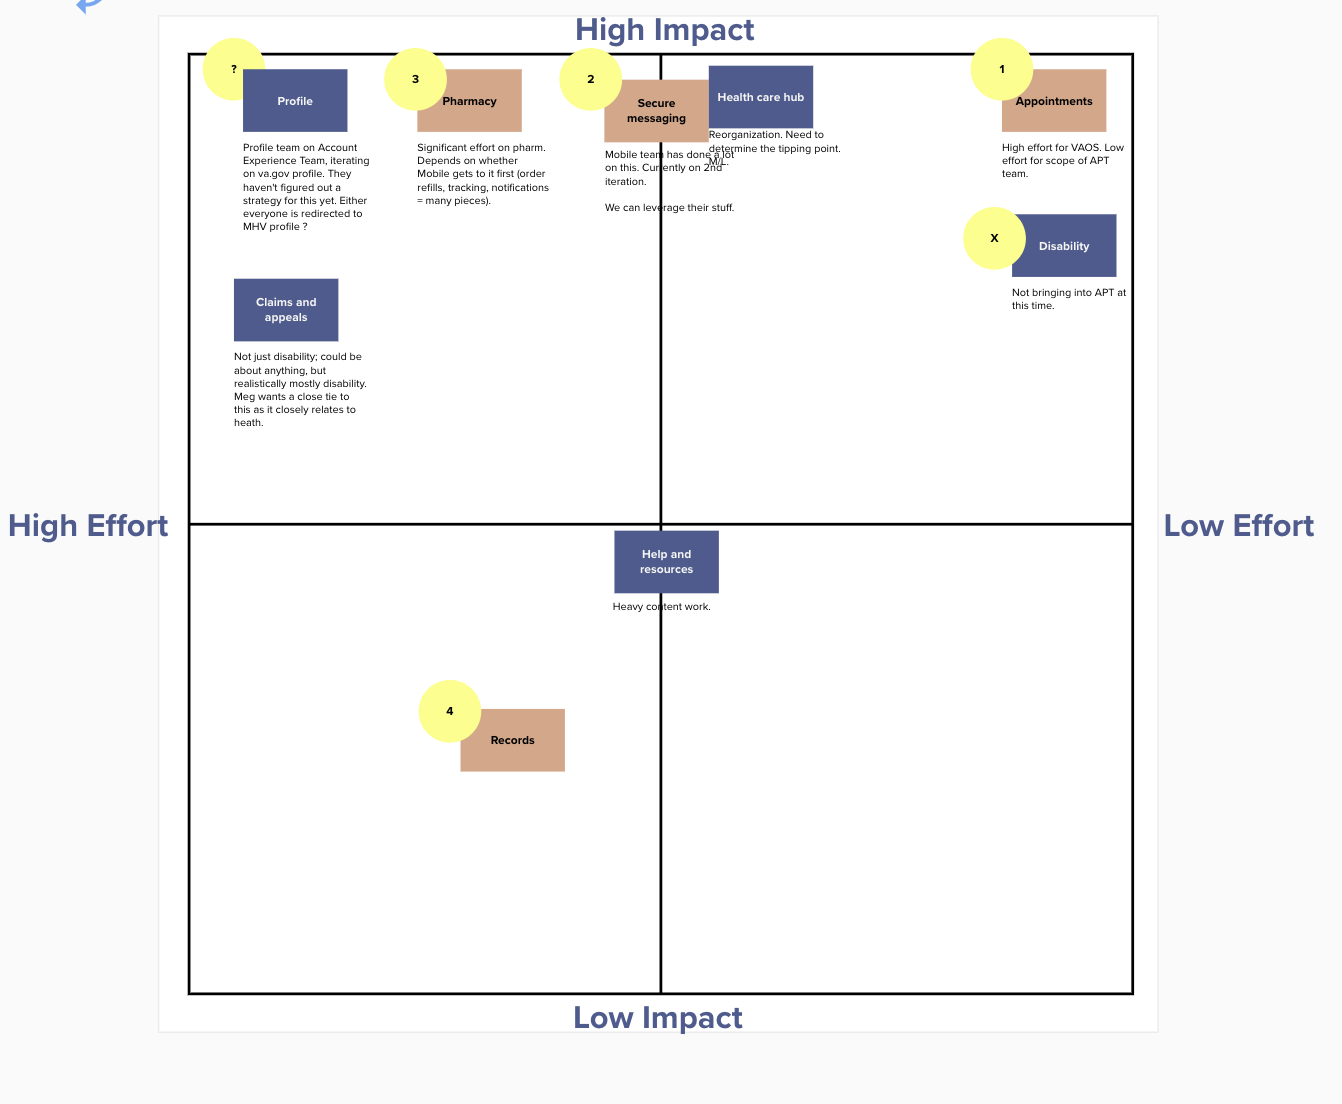 High Impact
?
Profile
Profile team on Account
Experience Team, iterating
on va.gov profile. They
haven't figured out a
strategy for this yet. Either
everyone is redirected to
MHV profile ?
3
Pharmacy
Significant effort on pharm.
Depends on whether
Mobile gets to it first (order
refills, tracking, notifications
= many pieces).
2
Secure
messaging
Mobile team has done a lot
on this. Currently on 2nd
iteration.
We can leverage their stuff.
Health care hub
Reorganization. Need to
determine the tipping point.
M/L.
1
Appointments
High effort for VAOS. Low
effort for scope of APT
team.
X
Disability
Not bringing into APT at
this time.
Claims and
appeals
Not just disability; could be
about anything, but
realistically mostly disability.
Meg wants a close tie to
this as it closely relates to
heath.
High Effort
Low Effort
Help and
resources
Heavy content work.
4
Records
Low Impact